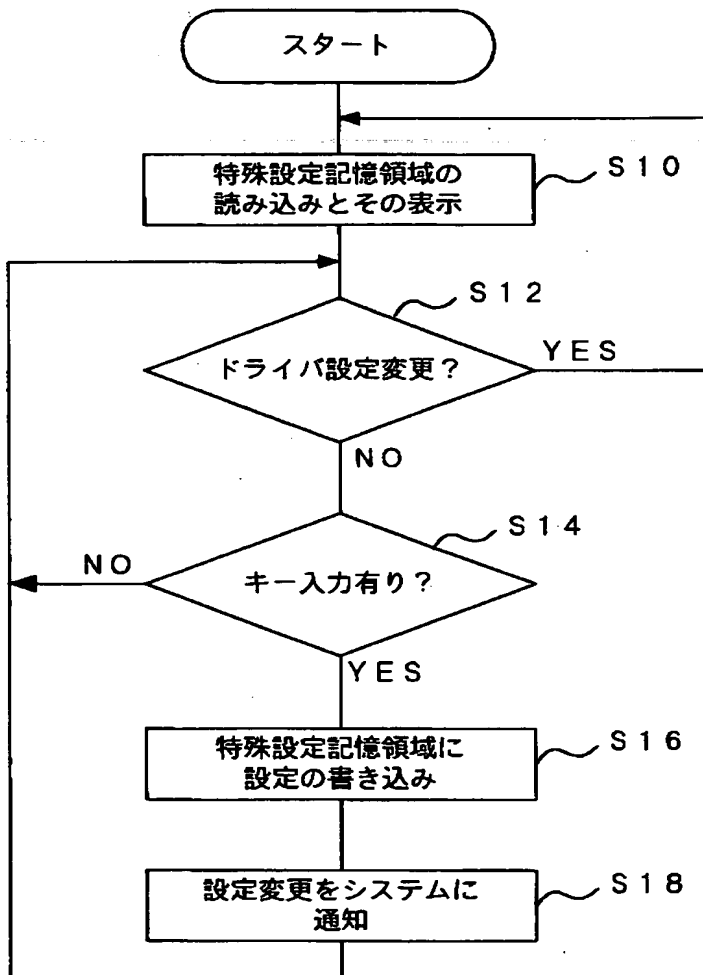 スタート
特殊設定記憶領域の
読み込みとその表示
S10
S12
ドライバ設定変更?
YES
NO
S14
NO
キー入力有り?
YES
特殊設定記憶領域に
設定の書き込み
S16
設定変更をシステムに
通知
S18